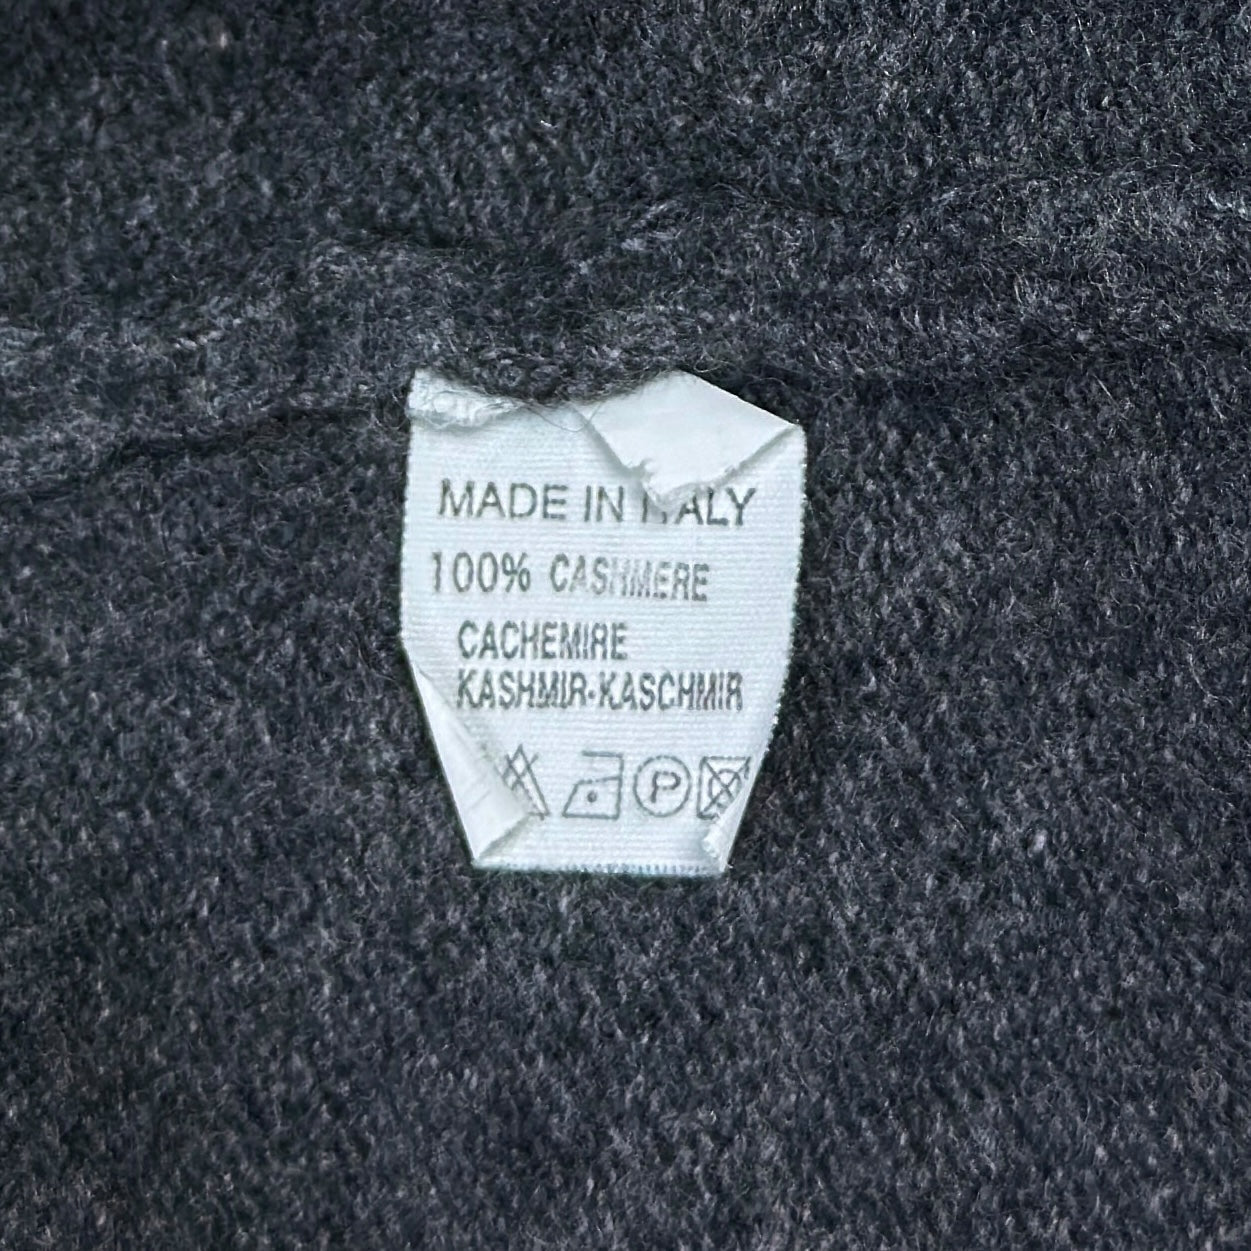 MADE IN ITALY
100% CASHMERE
CACHEMIRE
KASHMIR-KASCHMIR
P